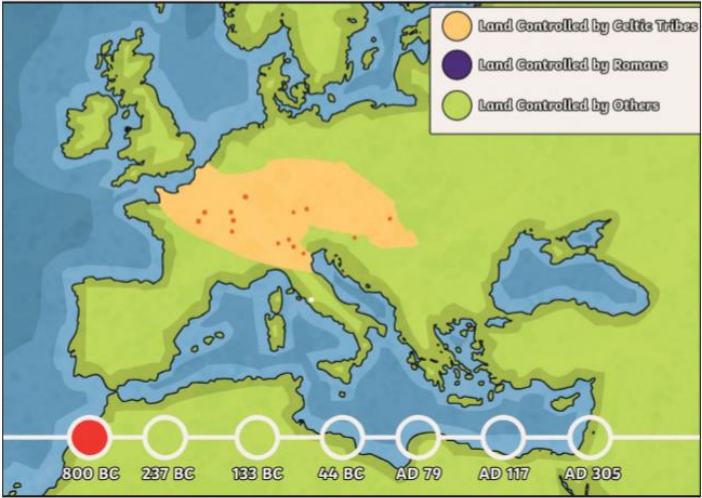 Land Controlled by Celtic Tribes
Land Controlled by Romans
Land Controlled by Others
800 BC 237 BC 133 BC 44 BC AD 79 AD 117 AD 305